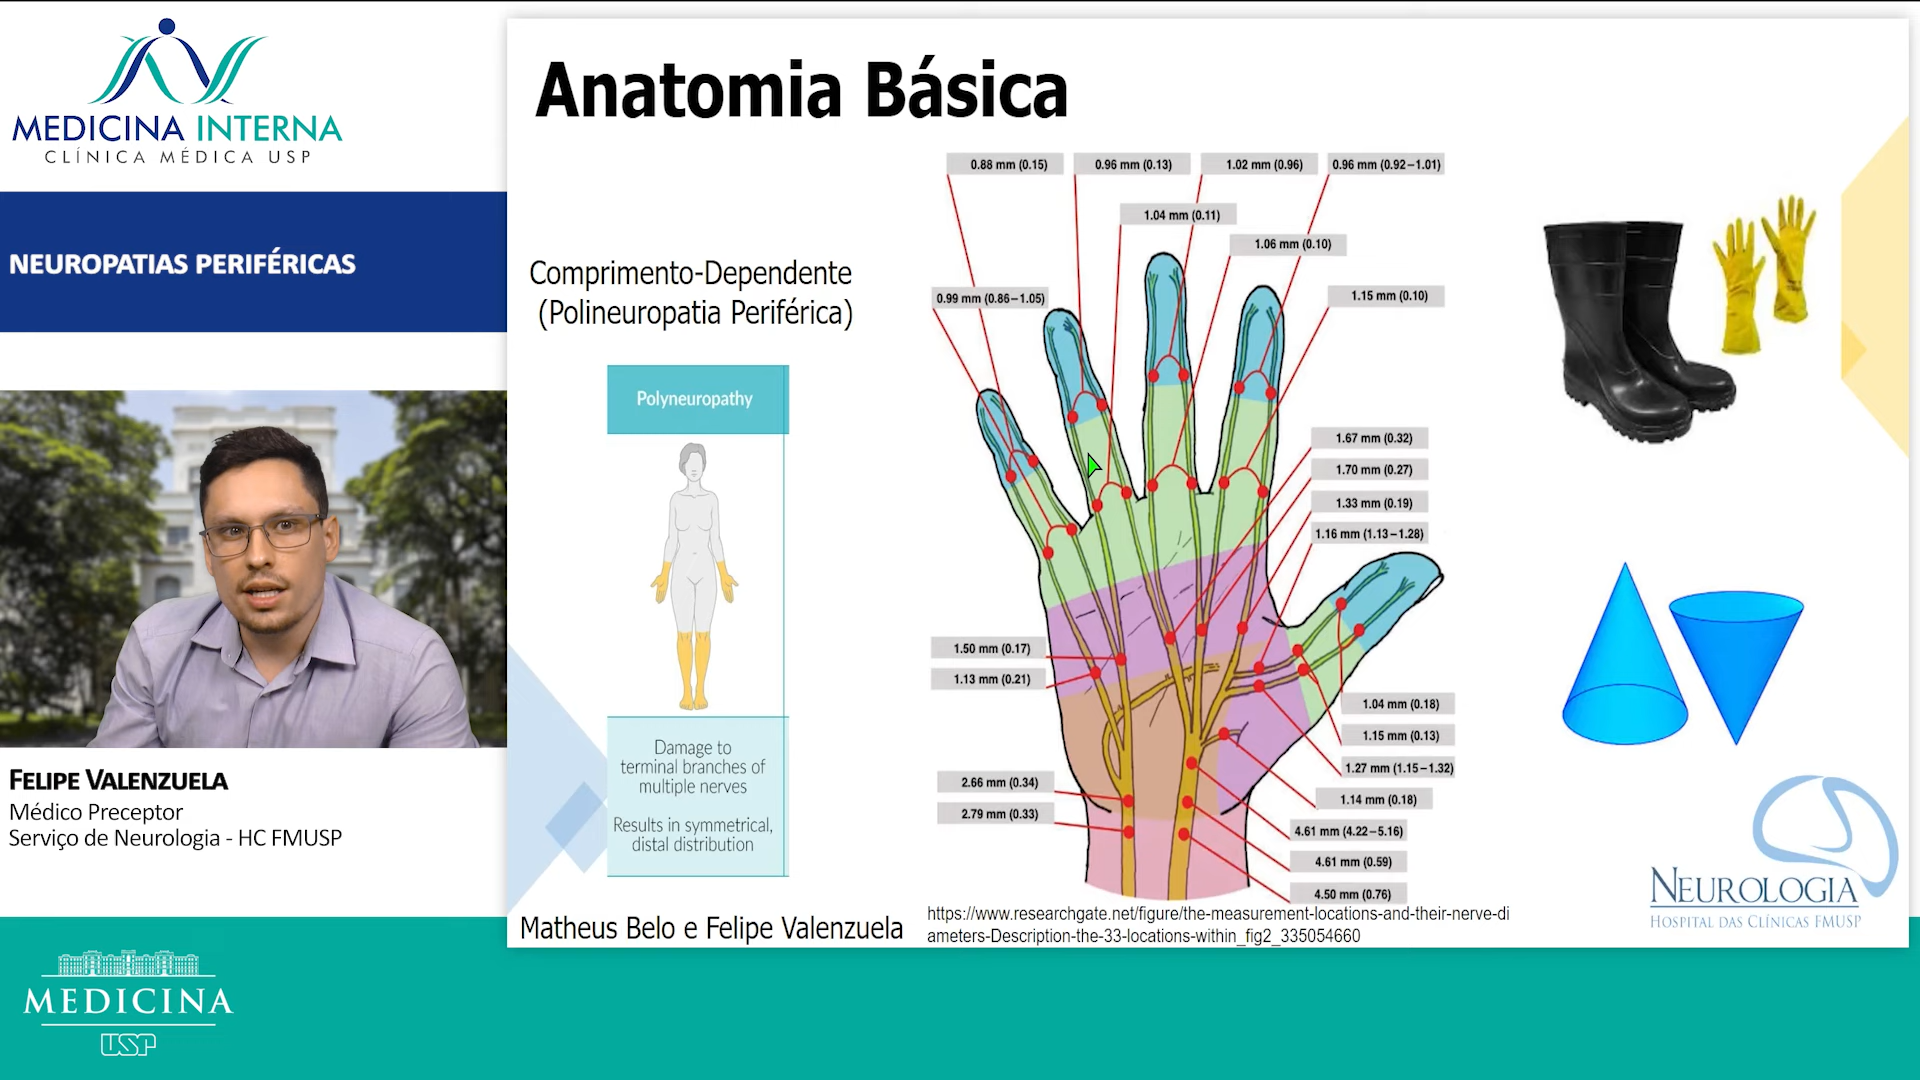 MEDICINA INTERNA
CLÍNICA MÉDICA USP
NEUROPATIAS PERIFÉRICAS
FELIPE VALENZUELA
Médico Preceptor
Serviço de Neurologia - HC FMUSP
MEDICINA
USP
Anatomia Básica
Comprimento-Dependente
(Polineuropatia Periférica)
Polyneuropathy
Damage to
terminal branches of
multiple nerves
Results in symmetrical,
distal distribution
Matheus Belo e Felipe Valenzuela
0.88 mm (0.15)
0.96 mm (0.13)
1.02 mm (0.96)
0.96 mm (0.92–1.01)
1.04 mm (0.11)
1.06 mm (0.10)
0.99 mm (0.86–1.05)
1.15 mm (0.10)
1.67 mm (0.32)
1.70 mm (0.27)
1.33 mm (0.19)
1.16 mm (1.13–1.28)
1.50 mm (0.17)
1.13 mm (0.21)
1.04 mm (0.18)
1.15 mm (0.13)
1.27 mm (1.15–1.32)
2.66 mm (0.34)
1.14 mm (0.18)
2.79 mm (0.33)
4.61 mm (4.22–5.16)
4.61 mm (0.59)
4.50 mm (0.76)
https://www.researchgate.net/figure/the-measurement-locations-and-their-nerve-di
ameters-Description-the-33-locations-within_fig2_335054660
NEUROLOGIA
HOSPITAL DAS CLÍNICAS FMUSP